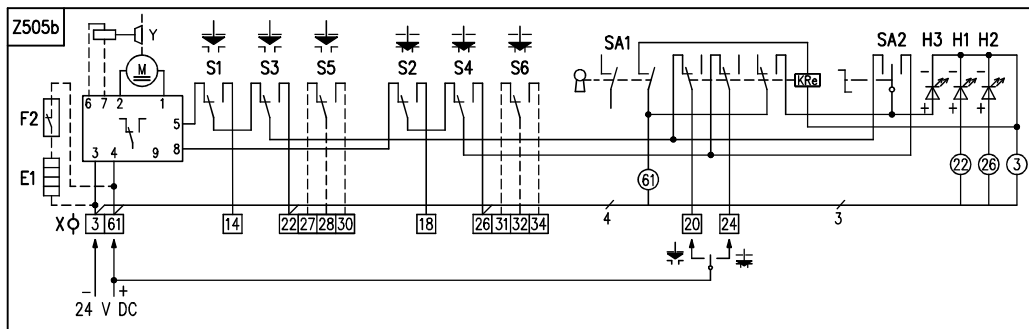 Z505b
Y
M
S1 S3 S5 S2 S4 S6
SA1 SA2 H3 H1 H2
KRe
6 7 2 1
F2
5
8
3 4 9
E1
- - -
+ + +
61 22 26 3
X 3 61 14 22 27 28 30 18 26 31 32 34 4 20 24 3
- +
24 V DC